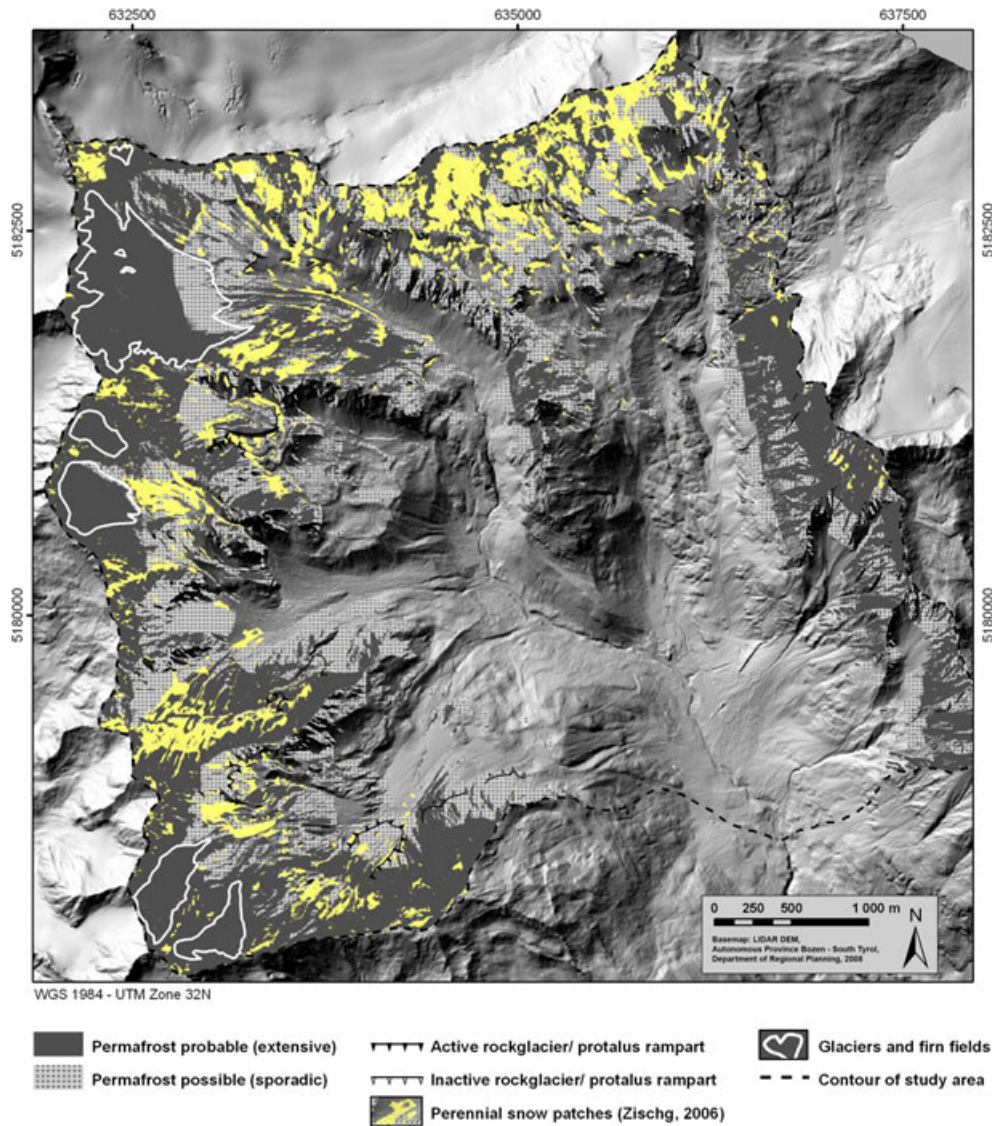 632500 635000 637500
5182500 5182500
5180000 5180000
0 250 500 1 000 m N
Basemap: LIDAR DEM,
Autonomous Province Bozen - South Tyrol,
Department of Regional Planning, 2008
WGS 1984 - UTM Zone 32N
Permafrost probable (extensive) Active rockglacier/ protalus rampart Glaciers and firn fields
Permafrost possible (sporadic) Inactive rockglacier/ protalus rampart Contour of study area
Perennial snow patches (Zischg, 2006)